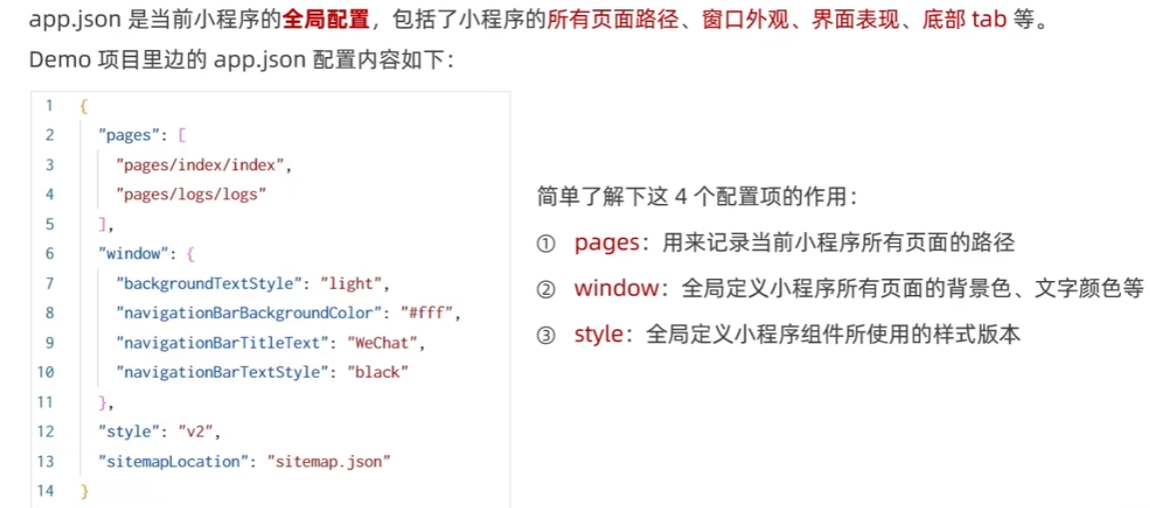 app.json 是当前小程序的全局配置，包括了小程序的所有页面路径、窗口外观、界面表现、底部 tab 等。
Demo 项目里边的 app.json 配置内容如下：
1 {
2 "pages": [
3 "pages/index/index",
4 "pages/logs/logs"
5 ],
6 "window": {
7 "backgroundTextStyle": "light",
8 "navigationBarBackgroundColor": "#fff",
9 "navigationBarTitleText": "WeChat",
10 "navigationBarTextStyle": "black"
11 },
12 "style": "v2",
13 "sitemapLocation": "sitemap.json"
14 }
简单了解下这 4 个配置项的作用：
① pages：用来记录当前小程序所有页面的路径
② window：全局定义小程序所有页面的背景色、文字颜色等
③ style：全局定义小程序组件所使用的样式版本